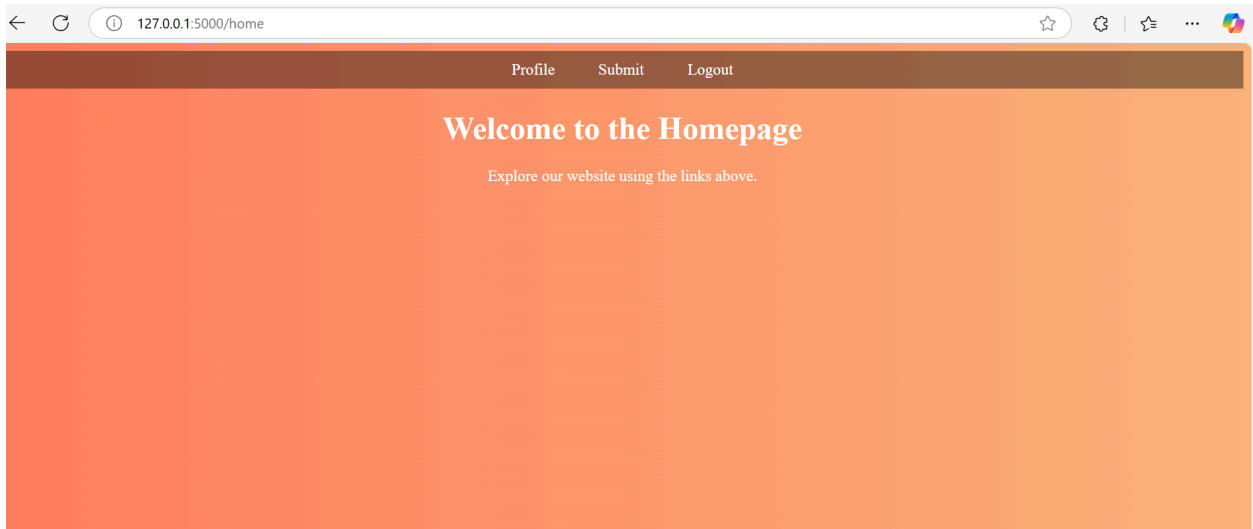 127.0.0.1:5000/home
Profile Submit Logout
Welcome to the Homepage
Explore our website using the links above.